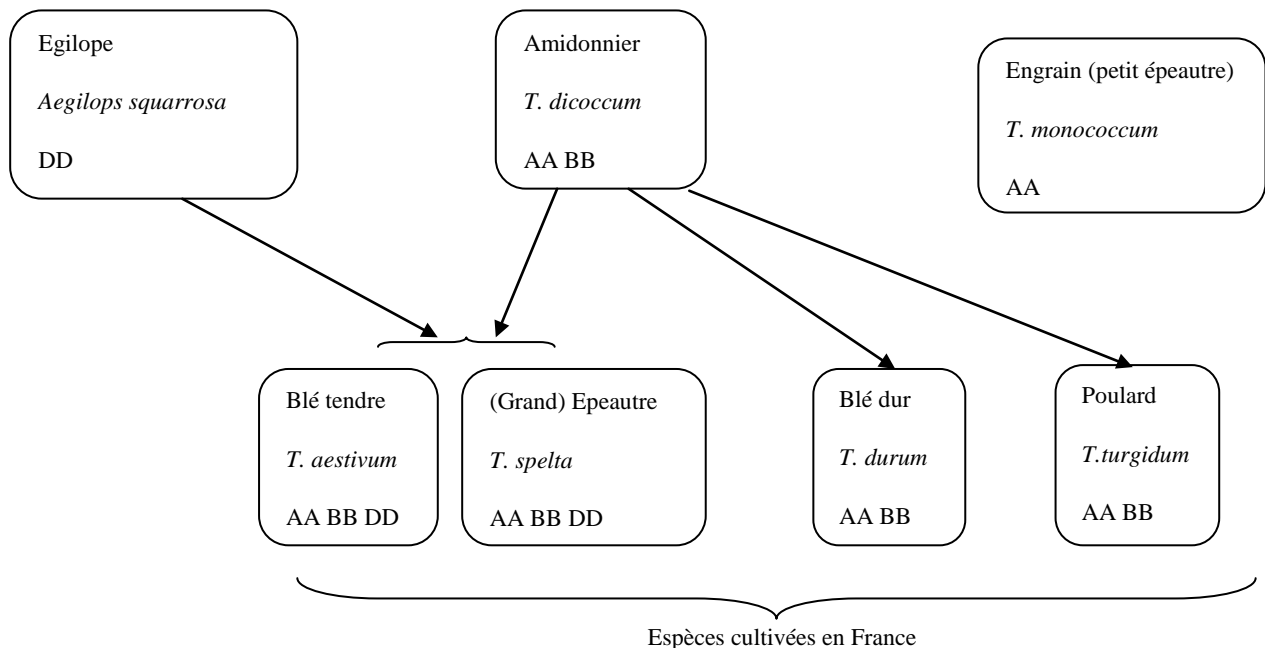 Egilope
Aegilops squarrosa
DD
Amidonnier
T. dicoccum
AA BB
Engrain (petit épeautre)
T. monococcum
AA
Blé tendre
T. aestivum
AA BB DD
(Grand) Epeautre
T. spelta
AA BB DD
Blé dur
T. durum
AA BB
Poulard
T.turgidum
AA BB
Espèces cultivées en France